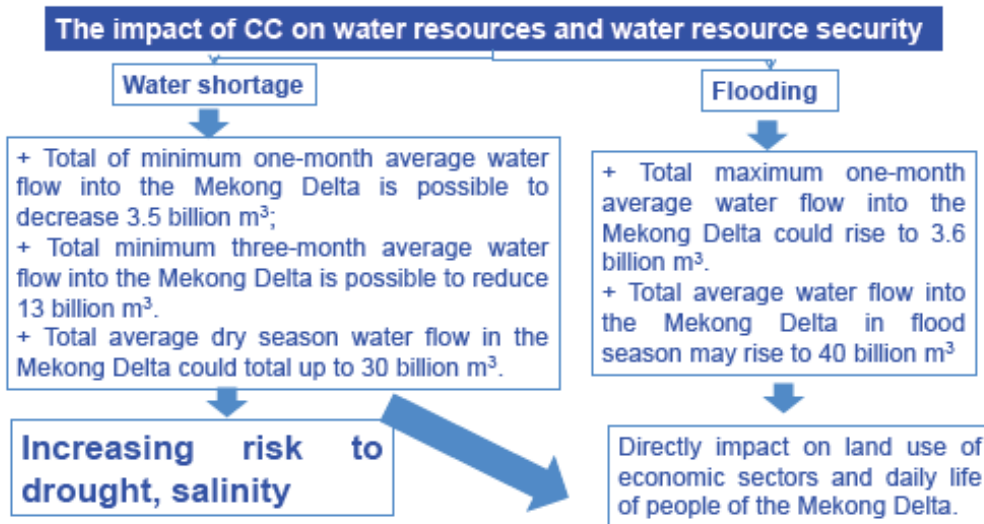 The impact of CC on water resources and water resource security
Water shortage
+ Total of minimum one-month average water
flow into the Mekong Delta is possible to
decrease 3.5 billion m³;
+ Total minimum three-month average water
flow into the Mekong Delta is possible to reduce
13 billion m³.
+ Total average dry season water flow in the
Mekong Delta could total up to 30 billion m³.
Increasing risk to
drought, salinity
Flooding
+ Total maximum one-month
average water flow into the
Mekong Delta could rise to 3.6
billion m³.
+ Total average water flow into
the Mekong Delta in flood
season may rise to 40 billion m³
Directly impact on land use of
economic sectors and daily life
of people of the Mekong Delta.